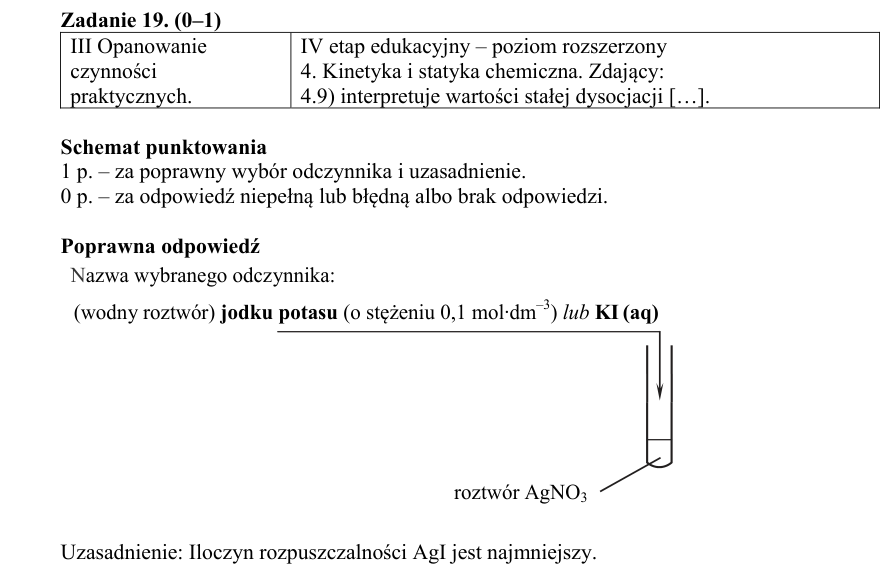 Zadanie 19. (0–1)
III Opanowanie czynności praktycznych.
IV etap edukacyjny – poziom rozszerzony
4. Kinetyka i statyka chemiczna. Zdający:
4.9) interpretuje wartości stałej dysocjacji […].
Schemat punktowania
1 p. – za poprawny wybór odczynnika i uzasadnienie.
0 p. – za odpowiedź niepełną lub błędną albo brak odpowiedzi.
Poprawna odpowiedź
Nazwa wybranego odczynnika:
(wodny roztwór) jodku potasu (o stężeniu 0,1 mol·dm⁻³) lub KI (aq)
roztwór AgNO₃
Uzasadnienie: Iloczyn rozpuszczalności AgI jest najmniejszy.